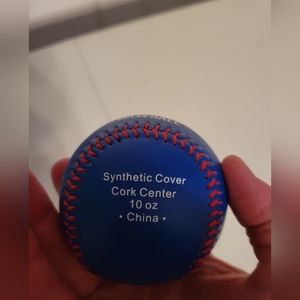 Synthetic Cover
Cork Center
10 oz
• China •